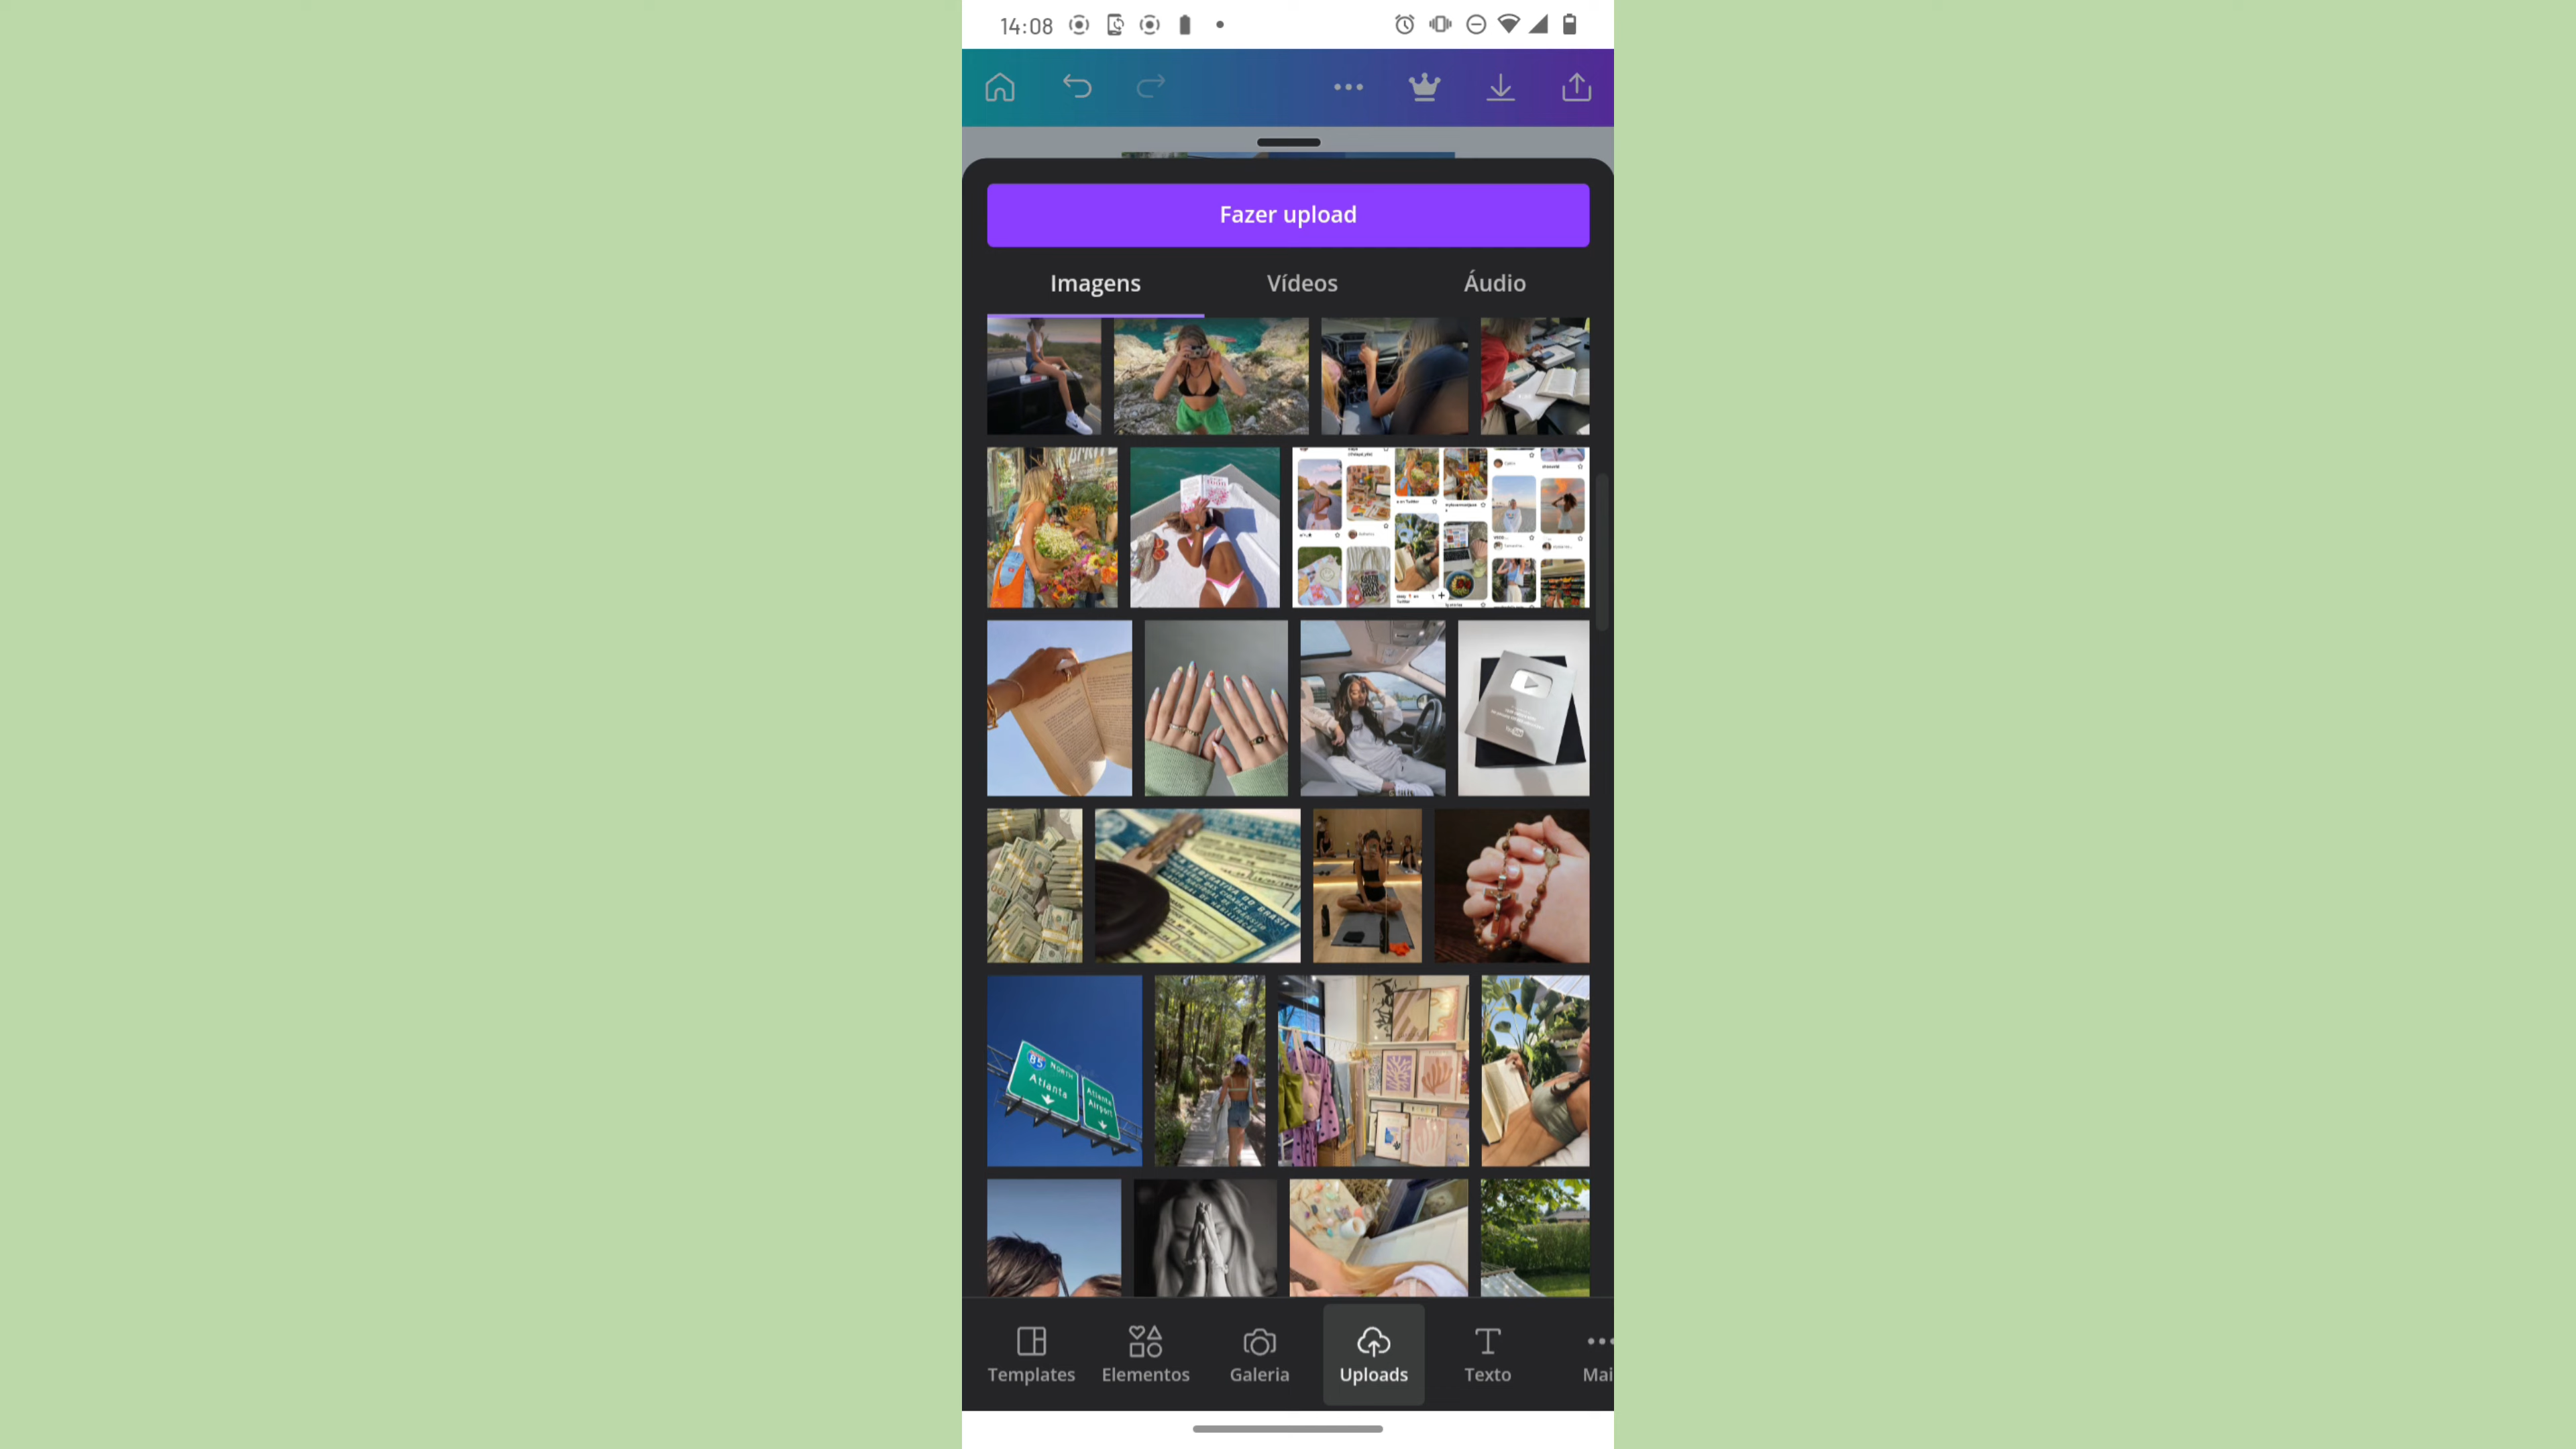 14:08
Fazer upload
Imagens
Vídeos
Áudio
85 NORTH
Atlanta
Atlanta
Airport
Templates
Elementos
Galeria
Uploads
Texto
Mai